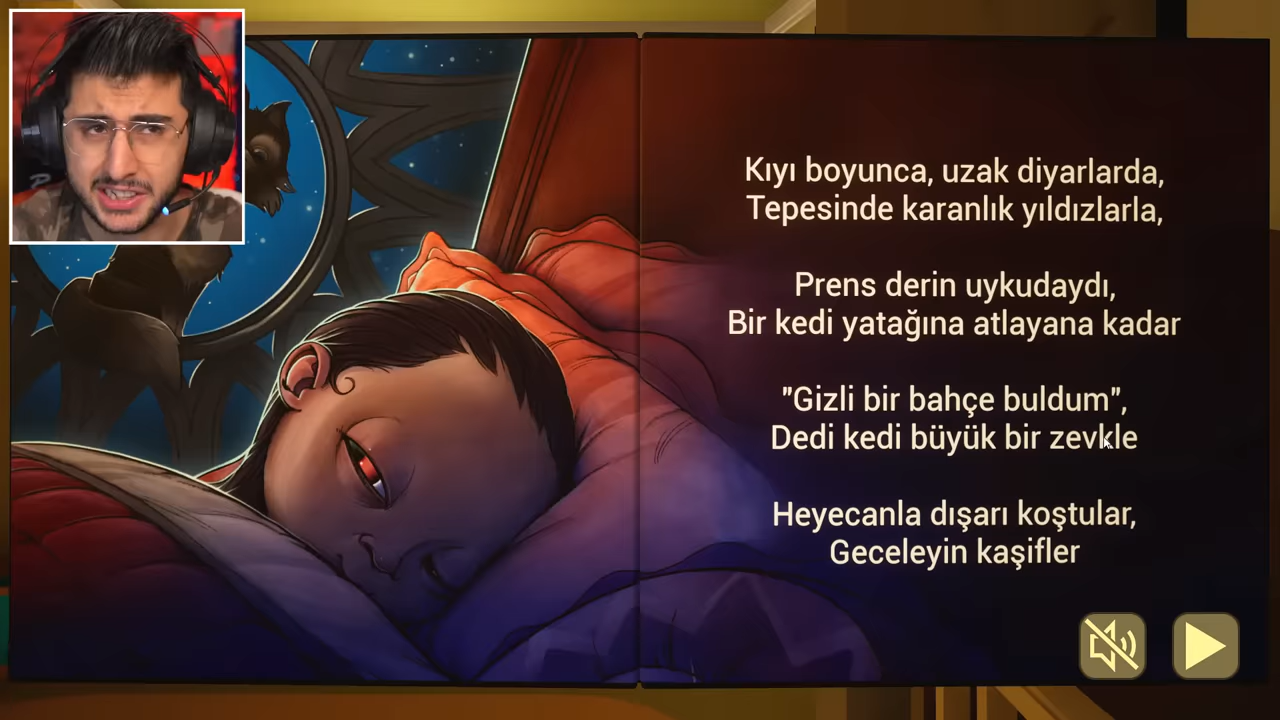 Kıyı boyunca, uzak diyarlarda,
Tepesinde karanlık yıldızlarla,
Prens derin uykudaydı,
Bir kedi yatağına atlayana kadar
"Gizli bir bahçe buldum",
Dedi kedi büyük bir zevkle
Heyecanla dışarı koştular,
Geceleyin kaşifler